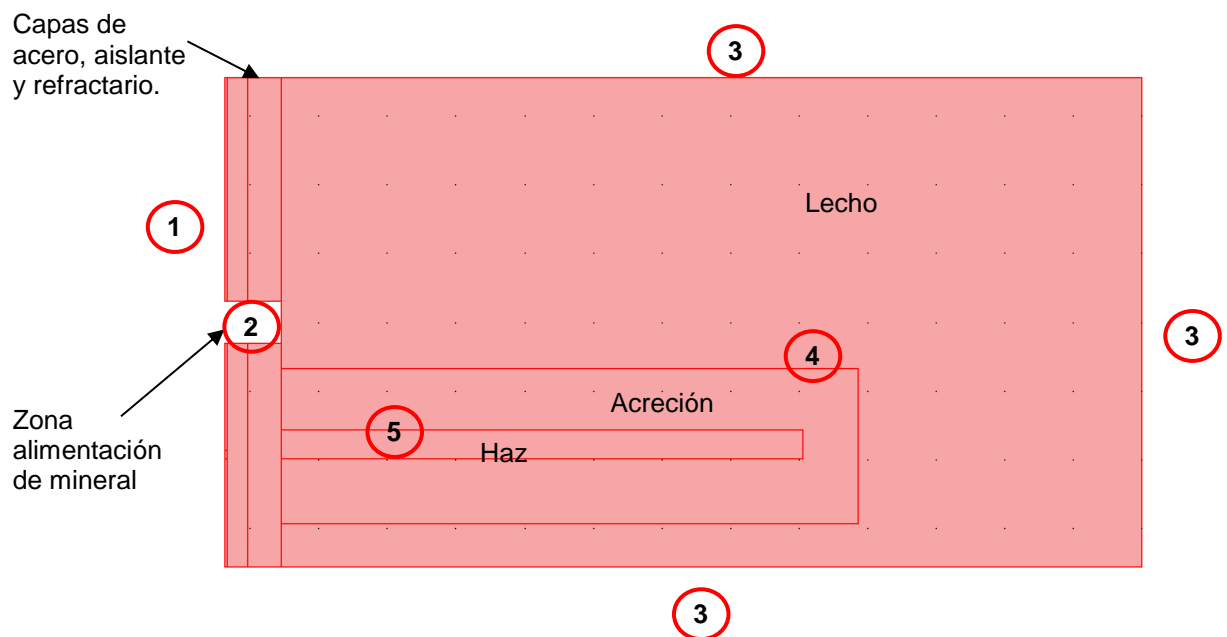 Capas de
acero, aislante
y refractario.
3
Lecho
1
2
3
4
Acreción
5
Haz
Zona
alimentación
de mineral
3